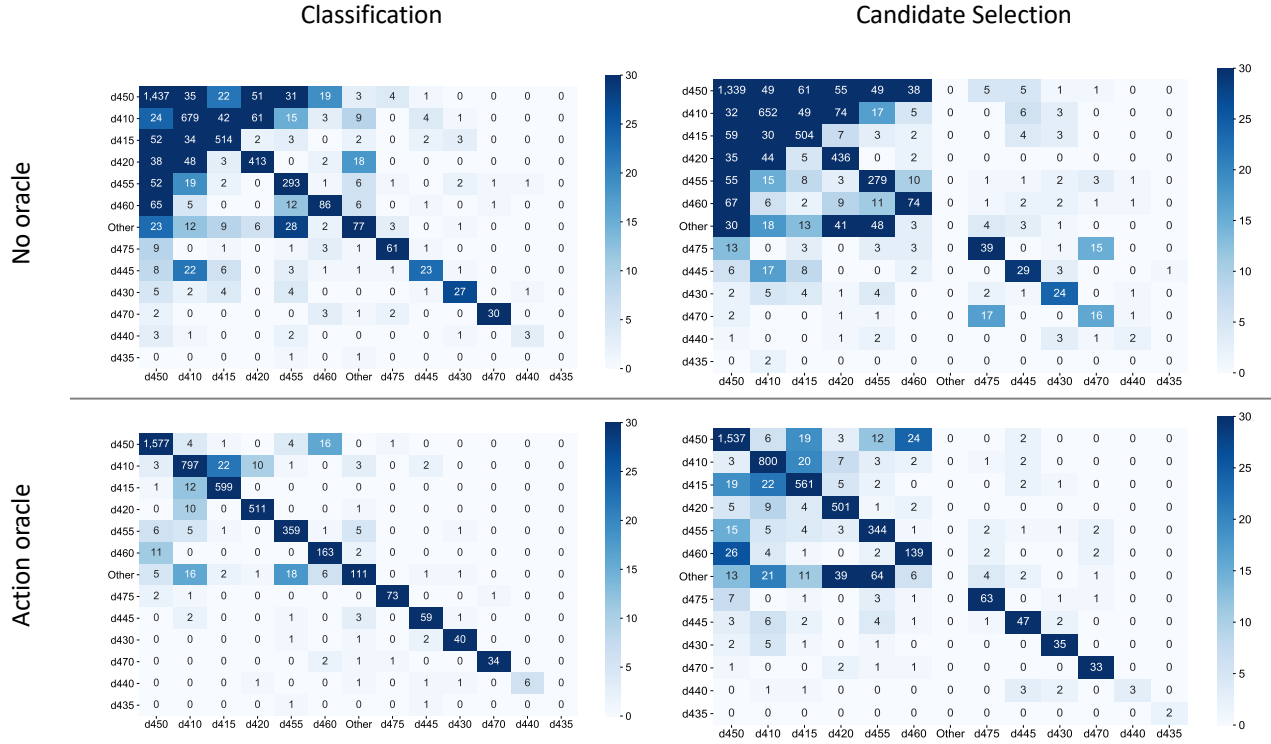 Classification Candidate Selection
No oracle
Action oracle
d450 1,437 35 22 51 31 19 3 4 1 0 0 0 0
d410 24 679 42 61 15 3 9 0 4 1 0 0 0
d415 52 34 514 2 3 0 2 0 2 3 0 0 0
d420 38 48 3 413 0 2 18 0 0 0 0 0 0
d455 52 19 2 0 293 1 6 1 0 2 1 1 0
d460 65 5 0 0 12 86 6 0 1 0 1 0 0
Other 23 12 9 6 28 2 77 3 0 1 0 0 0
d475 9 0 1 0 1 3 1 61 1 0 0 0 0
d445 8 22 6 0 3 1 1 1 23 1 0 0 0
d430 5 2 4 0 4 0 0 0 1 27 0 1 0
d470 2 0 0 0 0 3 1 2 0 0 30 0 0
d440 3 1 0 0 2 0 0 0 0 1 0 3 0
d435 0 0 0 0 1 0 1 0 0 0 0 0 0
d450 d410 d415 d420 d455 d460 Other d475 d445 d430 d470 d440 d435
30
25
20
15
10
5
0
d450 1,339 49 61 55 49 38 0 5 5 1 1 0 0
d410 32 652 49 74 17 5 0 0 6 3 0 0 0
d415 59 30 504 7 3 2 0 0 4 3 0 0 0
d420 35 44 5 436 0 2 0 0 0 0 0 0 0
d455 55 15 8 3 279 10 0 1 1 2 3 1 0
d460 67 6 2 9 11 74 0 1 2 2 1 1 0
Other 30 18 13 41 48 3 0 4 3 1 0 0 0
d475 13 0 3 0 3 3 0 39 0 1 15 0 0
d445 6 17 8 0 0 2 0 0 29 3 0 0 1
d430 2 5 4 1 4 0 0 2 1 24 0 1 0
d470 2 0 0 1 1 0 0 17 0 0 16 0 0
d440 1 0 0 1 2 0 0 0 0 3 1 2 0
d435 0 2 0 0 0 0 0 0 0 0 0 0 0
d450 d410 d415 d420 d455 d460 Other d475 d445 d430 d470 d440 d435
30
25
20
15
10
5
0
d450 1,577 4 1 0 4 16 0 1 0 0 0 0 0
d410 3 797 22 10 1 0 3 0 2 0 0 0 0
d415 1 12 599 0 0 0 0 0 0 0 0 0 0
d420 0 10 0 511 0 0 0 0 0 0 0 0 0
d455 6 5 1 0 359 1 5 0 0 1 0 0 0
d460 11 0 0 0 0 163 2 0 0 0 0 0 0
Other 5 16 2 1 18 6 111 0 1 1 0 0 0
d475 2 1 0 0 0 0 0 73 0 0 1 0 0
d445 0 2 0 0 1 0 3 0 59 1 0 0 0
d430 0 0 0 0 1 0 1 0 2 40 0 0 0
d470 0 0 0 0 0 2 1 1 0 0 34 0 0
d440 0 0 0 1 0 0 1 0 1 1 0 6 0
d435 0 0 0 0 1 0 0 0 1 0 0 0 0
d450 d410 d415 d420 d455 d460 Other d475 d445 d430 d470 d440 d435
30
25
20
15
10
5
0
d450 1,537 6 19 3 12 24 0 0 2 0 0 0 0
d410 3 800 20 7 3 2 0 1 2 0 0 0 0
d415 19 22 561 5 2 0 0 0 2 1 0 0 0
d420 5 9 4 501 1 2 0 0 0 0 0 0 0
d455 15 5 4 3 344 1 0 2 1 1 2 0 0
d460 26 4 1 0 2 139 0 2 0 0 2 0 0
Other 13 21 11 39 64 6 0 4 2 0 1 0 0
d475 7 0 1 0 3 1 0 63 0 1 1 0 0
d445 3 6 2 0 4 1 0 1 47 2 0 0 0
d430 2 5 1 0 1 0 0 0 0 35 0 0 0
d470 1 0 0 2 1 1 0 0 0 0 33 0 0
d440 0 1 1 0 0 0 0 0 3 2 0 3 0
d435 0 0 0 0 0 0 0 0 0 0 0 0 2
d450 d410 d415 d420 d455 d460 Other d475 d445 d430 d470 d440 d435
30
25
20
15
10
5
0